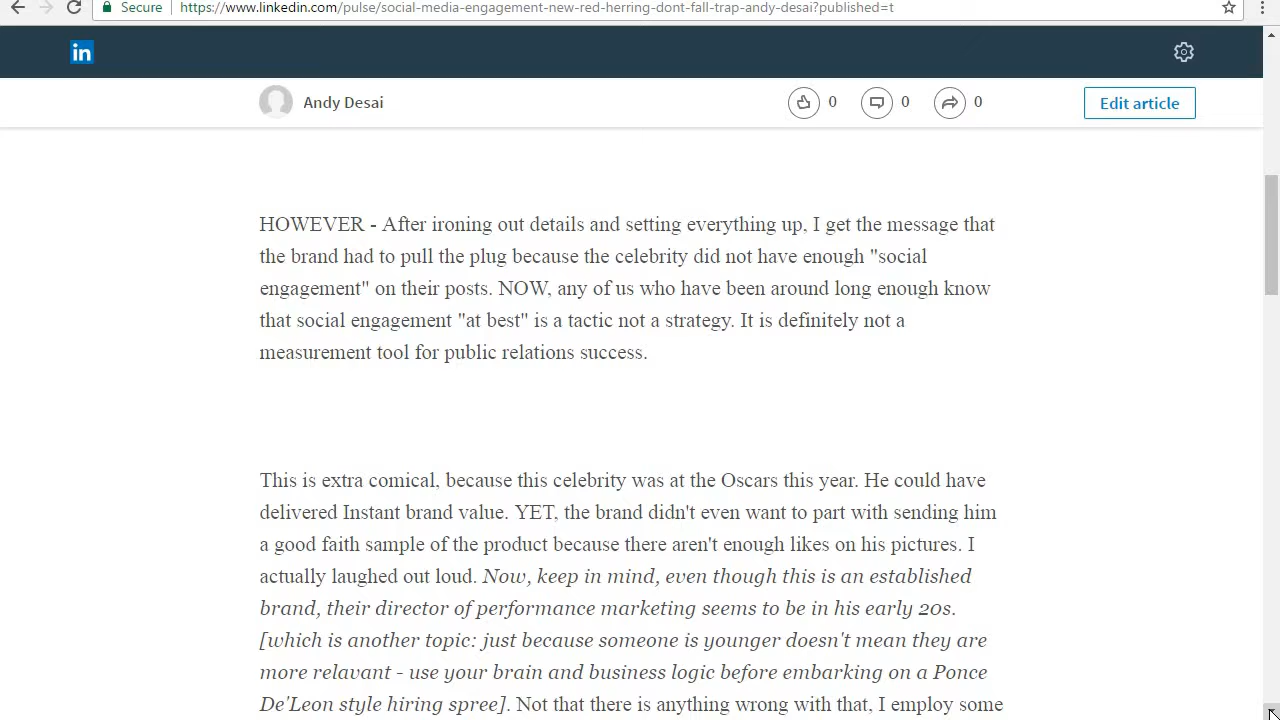 Secure https://www.linkedin.com/pulse/social-media-engagement-new-red-herring-dont-fall-trap-andy-desai?published=t
in
Andy Desai 0 0 0 Edit article
HOWEVER - After ironing out details and setting everything up, I get the message that
the brand had to pull the plug because the celebrity did not have enough "social
engagement" on their posts. NOW, any of us who have been around long enough know
that social engagement "at best" is a tactic not a strategy. It is definitely not a
measurement tool for public relations success.
This is extra comical, because this celebrity was at the Oscars this year. He could have
delivered Instant brand value. YET, the brand didn't even want to part with sending him
a good faith sample of the product because there aren't enough likes on his pictures. I
actually laughed out loud. Now, keep in mind, even though this is an established
brand, their director of performance marketing seems to be in his early 20s.
[which is another topic: just because someone is younger doesn't mean they are
more relavant - use your brain and business logic before embarking on a Ponce
De'Leon style hiring spree]. Not that there is anything wrong with that, I employ some